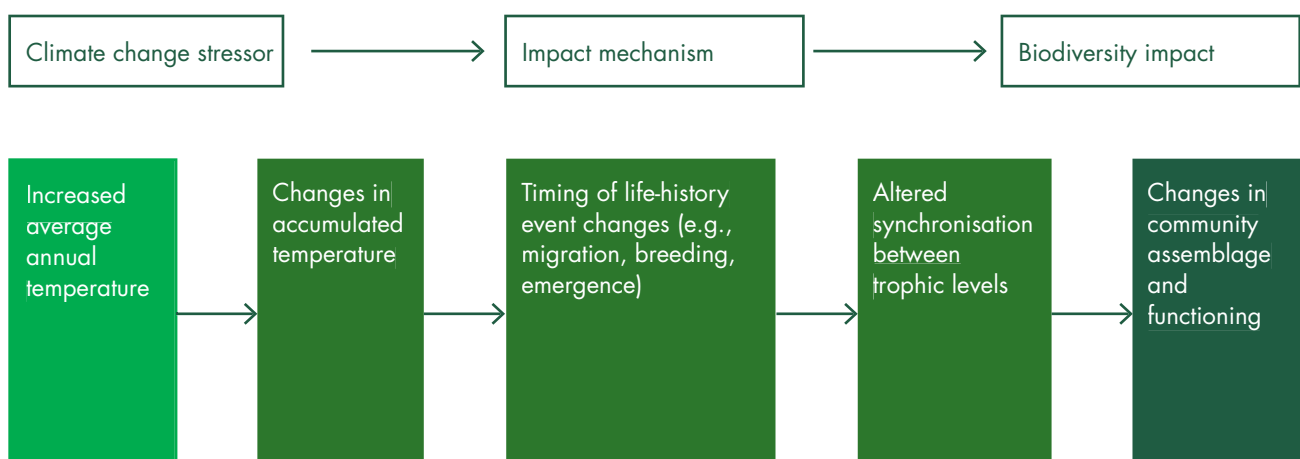 Climate change stressor
Impact mechanism
Biodiversity impact
Increased
average
annual
temperature
Changes in
accumulated
temperature
Timing of life-history
event changes (e.g.,
migration, breeding,
emergence)
Altered
synchronisation
between
trophic levels
Changes in
community
assemblage
and
functioning